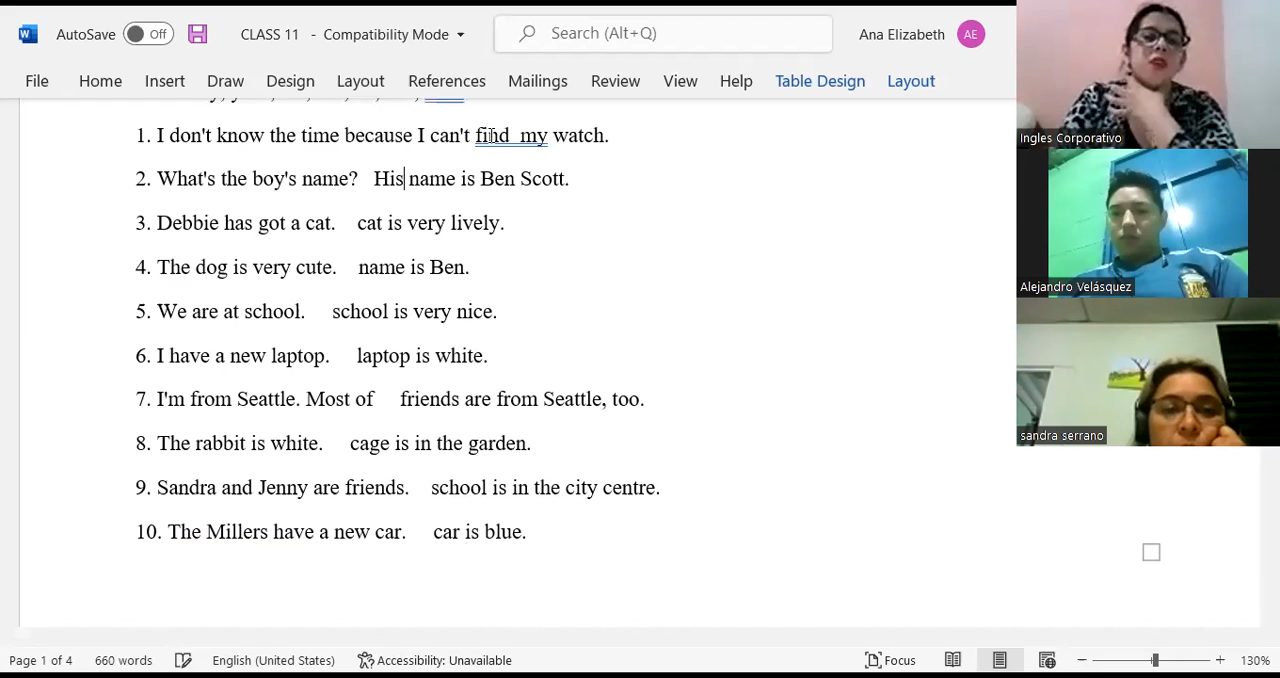 AutoSave Off CLASS 11 - Compatibility Mode Search (Alt+Q) Ana Elizabeth AE
File Home Insert Draw Design Layout References Mailings Review View Help Table Design Layout
1. I don't know the time because I can't find my watch.
2. What's the boy's name? His name is Ben Scott.
3. Debbie has got a cat. cat is very lively.
4. The dog is very cute. name is Ben.
5. We are at school. school is very nice.
6. I have a new laptop. laptop is white.
7. I'm from Seattle. Most of friends are from Seattle, too.
8. The rabbit is white. cage is in the garden.
9. Sandra and Jenny are friends. school is in the city centre.
10. The Millers have a new car. car is blue.
Page 1 of 4 660 words English (United States) Accessibility: Unavailable Focus 130%
Ingles Corporativo
Alejandro Velásquez
sandra serrano